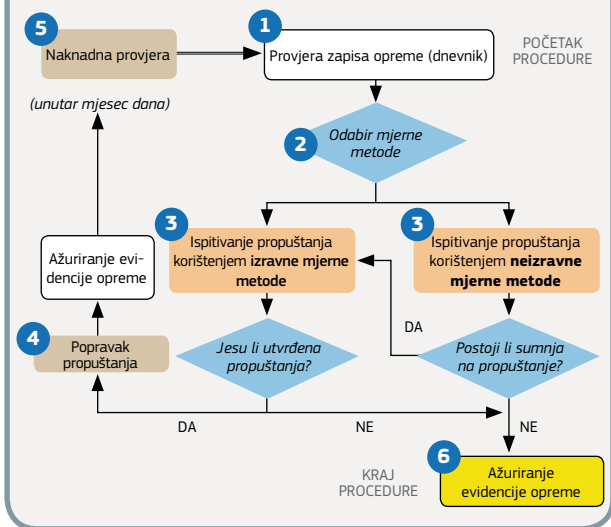 5
Naknadna provjera
(unutar mjesec dana)
1
Provjera zapisa opreme (dnevnik)
POČETAK
PROCEDURE
2
Odabir mjerne
metode
3
Ispitivanje propuštanja
korištenjem izravne mjerne
metode
3
Ispitivanje propuštanja
korištenjem neizravne
mjerne metode
Ažuriranje evi-
dencije opreme
4
Popravak
propuštanja
Jesu li utvrđena
propuštanja?
DA
Postoji li sumnja
na propuštanje?
DA
NE
NE
6
Ažuriranje
evidencije opreme
KRAJ
PROCEDURE